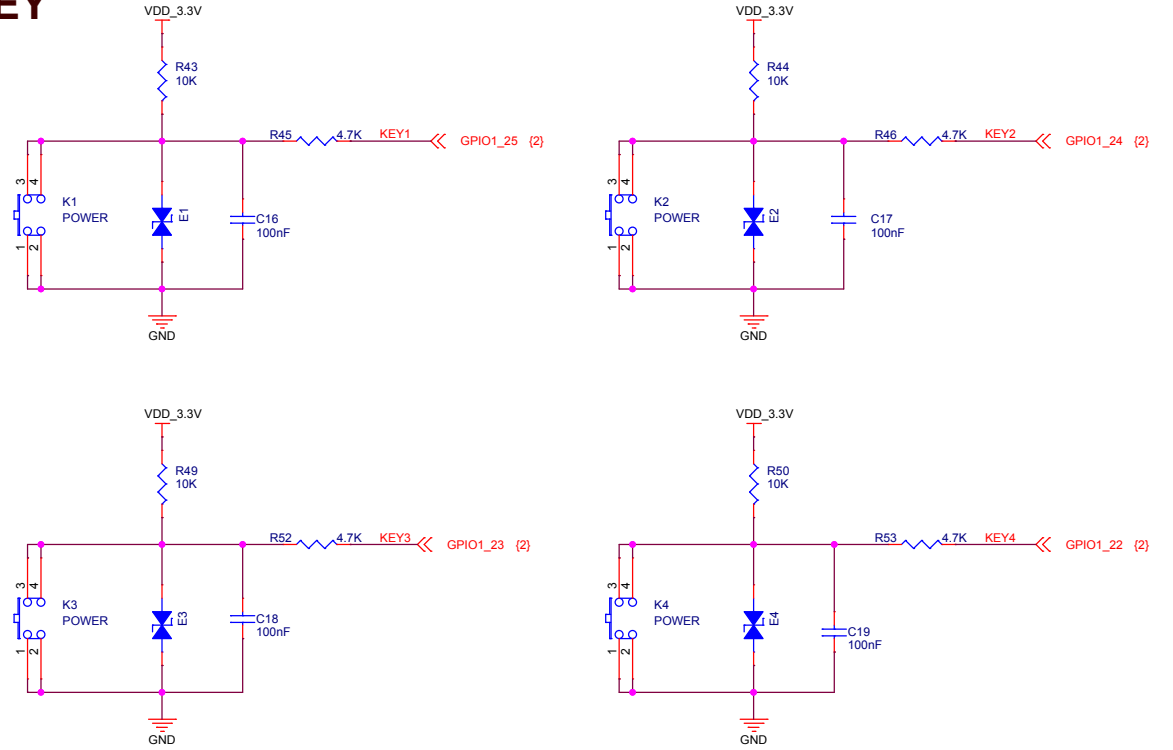 EY
VDD_3.3V
R43
10K
R45 4.7K KEY1 GPIO1_25 {2}
3 4
K1
POWER
E1
C16
100nF
1 2
GND
VDD_3.3V
R44
10K
R46 4.7K KEY2 GPIO1_24 {2}
3 4
K2
POWER
E2
C17
100nF
1 2
GND
VDD_3.3V
R49
10K
R52 4.7K KEY3 GPIO1_23 {2}
3 4
K3
POWER
E3
C18
100nF
1 2
GND
VDD_3.3V
R50
10K
R53 4.7K KEY4 GPIO1_22 {2}
3 4
K4
POWER
E4
C19
100nF
1 2
GND